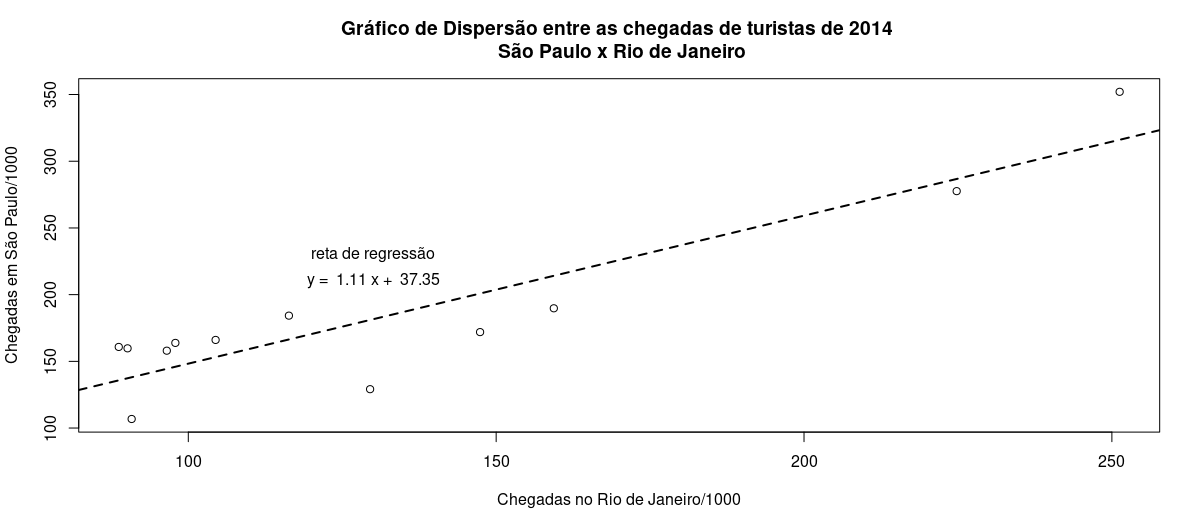 Gráfico de Dispersão entre as chegadas de turistas de 2014
São Paulo x Rio de Janeiro
Chegadas em São Paulo/1000
350
300
250
200
150
100
reta de regressão
y = 1.11 x + 37.35
100 150 200 250
Chegadas no Rio de Janeiro/1000